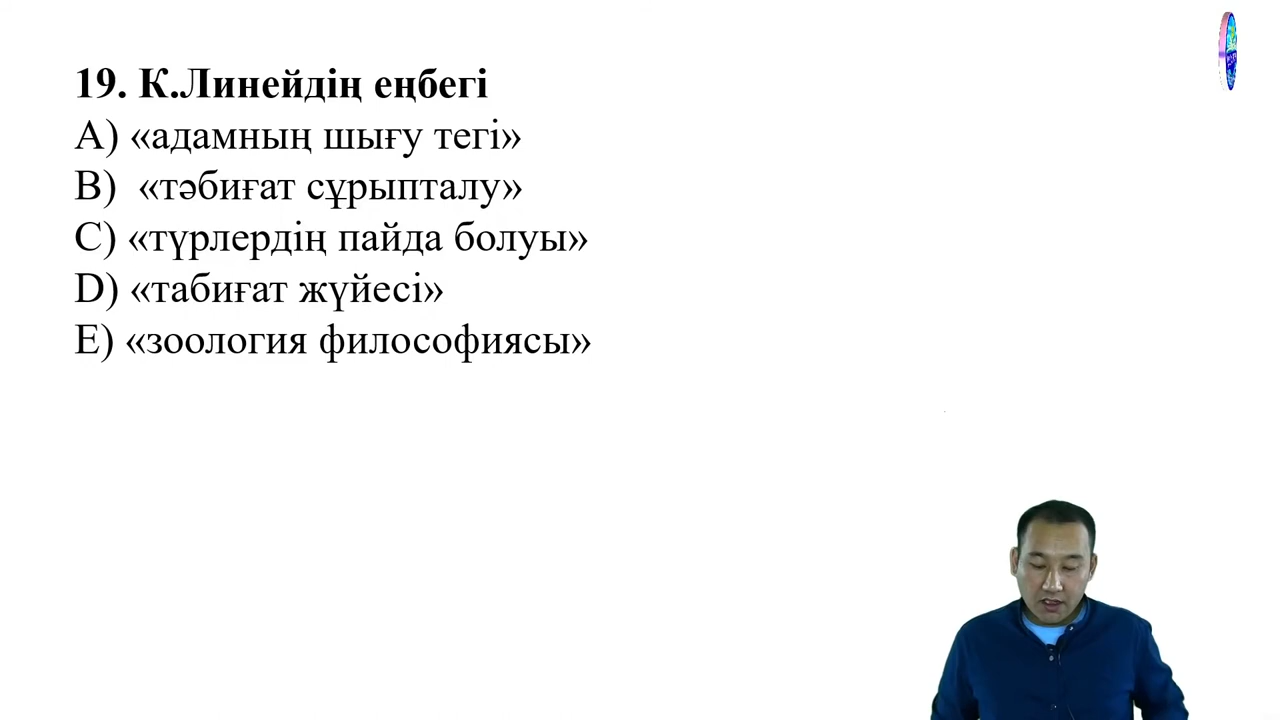 19. К.Линейдің еңбегі
А) «адамның шығу тегі»
В) «тәбиғат сұрыпталу»
С) «түрлердің пайда болуы»
D) «табиғат жүйесі»
Е) «зоология философиясы»